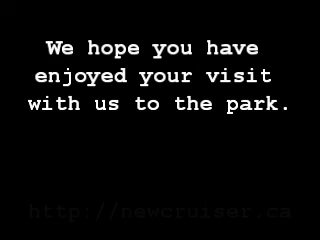 We hope you have
enjoyed your visit
with us to the park.
http://newcruiser.ca